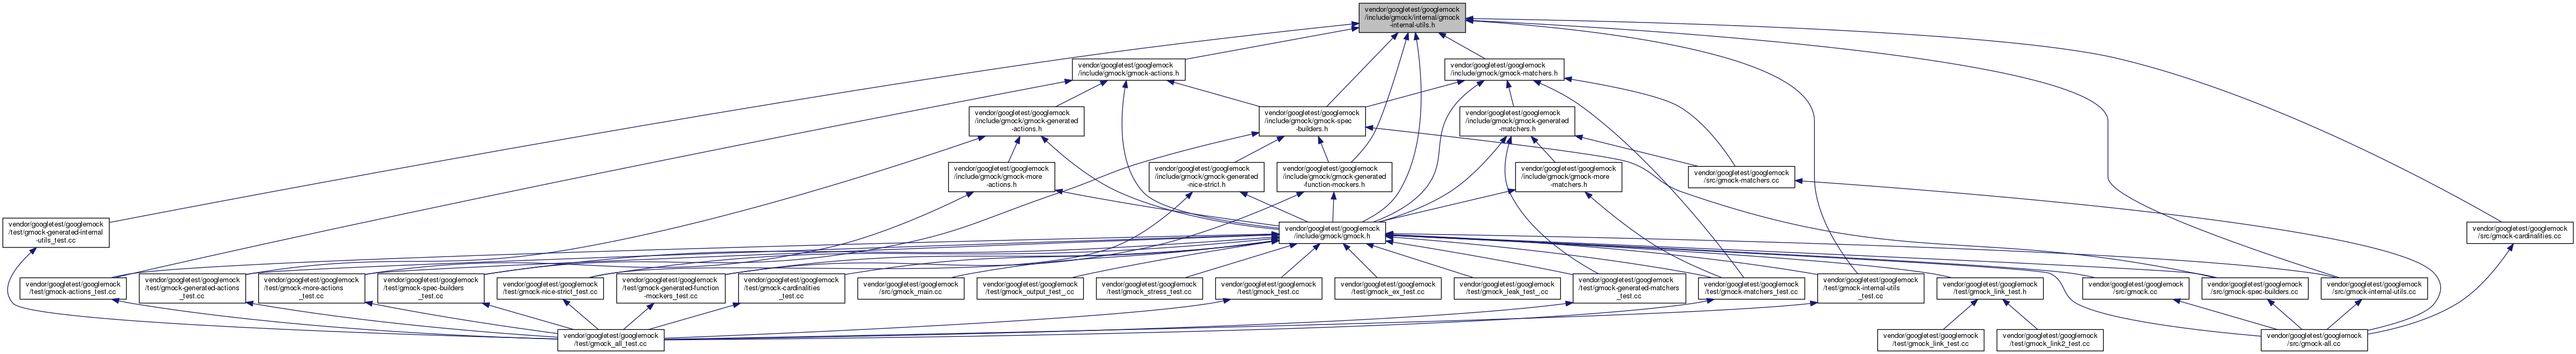 vendor/googletest/googlemock
/include/gmock/internal/gmock
-internal-utils.h
vendor/googletest/googlemock
/include/gmock/gmock-actions.h
vendor/googletest/googlemock
/include/gmock/gmock-matchers.h
vendor/googletest/googlemock
/include/gmock/gmock-generated
-actions.h
vendor/googletest/googlemock
/include/gmock/gmock-spec
-builders.h
vendor/googletest/googlemock
/include/gmock/gmock-generated
-matchers.h
vendor/googletest/googlemock
/include/gmock/gmock-more
-actions.h
vendor/googletest/googlemock
/include/gmock/gmock-generated
-nice-strict.h
vendor/googletest/googlemock
/include/gmock/gmock-generated
-function-mockers.h
vendor/googletest/googlemock
/include/gmock/gmock-more
-matchers.h
vendor/googletest/googlemock
/src/gmock-matchers.cc
vendor/googletest/googlemock
/test/gmock-generated-internal
-utils_test.cc
vendor/googletest/googlemock
/include/gmock/gmock.h
vendor/googletest/googlemock
/src/gmock-cardinalities.cc
vendor/googletest/googlemock
/test/gmock-actions_test.cc
vendor/googletest/googlemock
/test/gmock-generated-actions
_test.cc
vendor/googletest/googlemock
/test/gmock-more-actions
_test.cc
vendor/googletest/googlemock
/test/gmock-spec-builders
_test.cc
vendor/googletest/googlemock
/test/gmock-nice-strict_test.cc
vendor/googletest/googlemock
/test/gmock-generated-function
-mockers_test.cc
vendor/googletest/googlemock
/test/gmock-cardinalities
_test.cc
vendor/googletest/googlemock
/src/gmock_main.cc
vendor/googletest/googlemock
/test/gmock_output_test_.cc
vendor/googletest/googlemock
/test/gmock_stress_test.cc
vendor/googletest/googlemock
/test/gmock_test.cc
vendor/googletest/googlemock
/test/gmock_ex_test.cc
vendor/googletest/googlemock
/test/gmock_leak_test_.cc
vendor/googletest/googlemock
/test/gmock-generated-matchers
_test.cc
vendor/googletest/googlemock
/test/gmock-matchers_test.cc
vendor/googletest/googlemock
/test/gmock-internal-utils
_test.cc
vendor/googletest/googlemock
/test/gmock_link_test.h
vendor/googletest/googlemock
/src/gmock.cc
vendor/googletest/googlemock
/src/gmock-spec-builders.cc
vendor/googletest/googlemock
/src/gmock-internal-utils.cc
vendor/googletest/googlemock
/test/gmock_all_test.cc
vendor/googletest/googlemock
/test/gmock_link_test.cc
vendor/googletest/googlemock
/test/gmock_link2_test.cc
vendor/googletest/googlemock
/src/gmock-all.cc